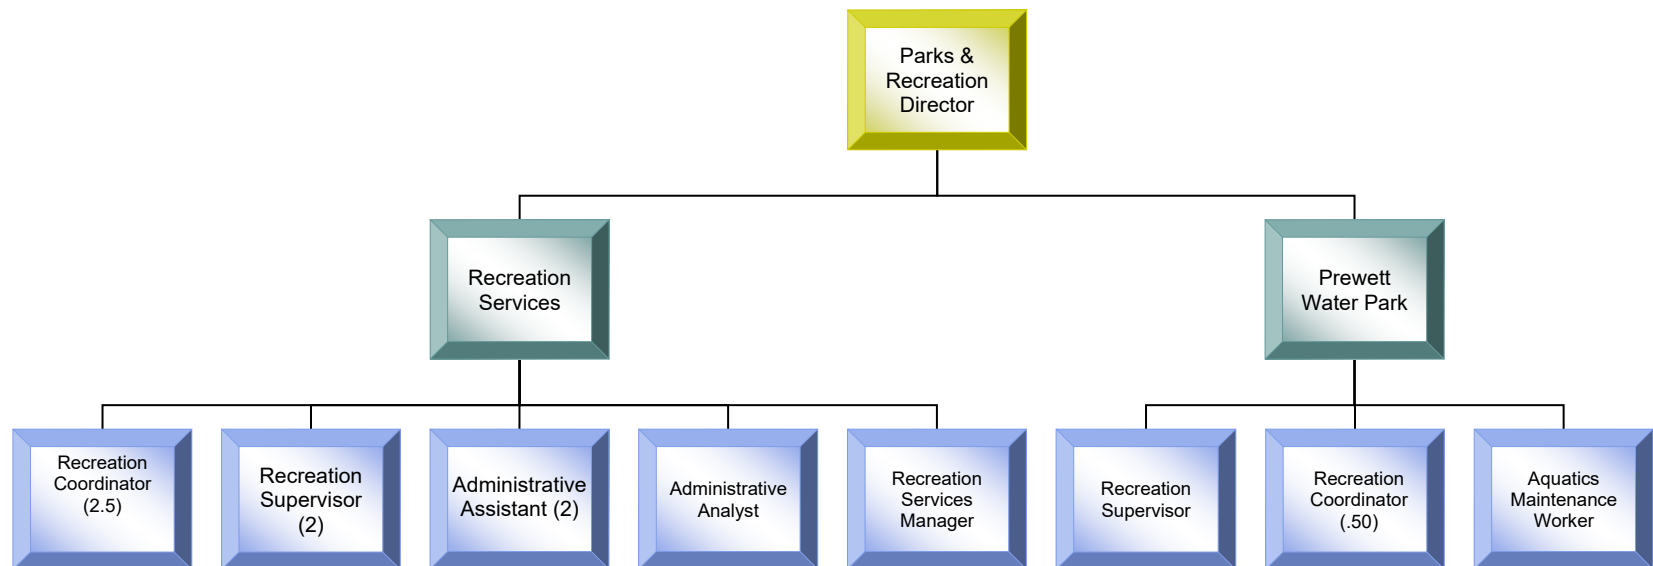 Parks &
Recreation
Director
Recreation
Services
Prewett
Water Park
Recreation
Coordinator
(2.5)
Recreation
Supervisor
(2)
Administrative
Assistant (2)
Administrative
Analyst
Recreation
Services
Manager
Recreation
Supervisor
Recreation
Coordinator
(.50)
Aquatics
Maintenance
Worker